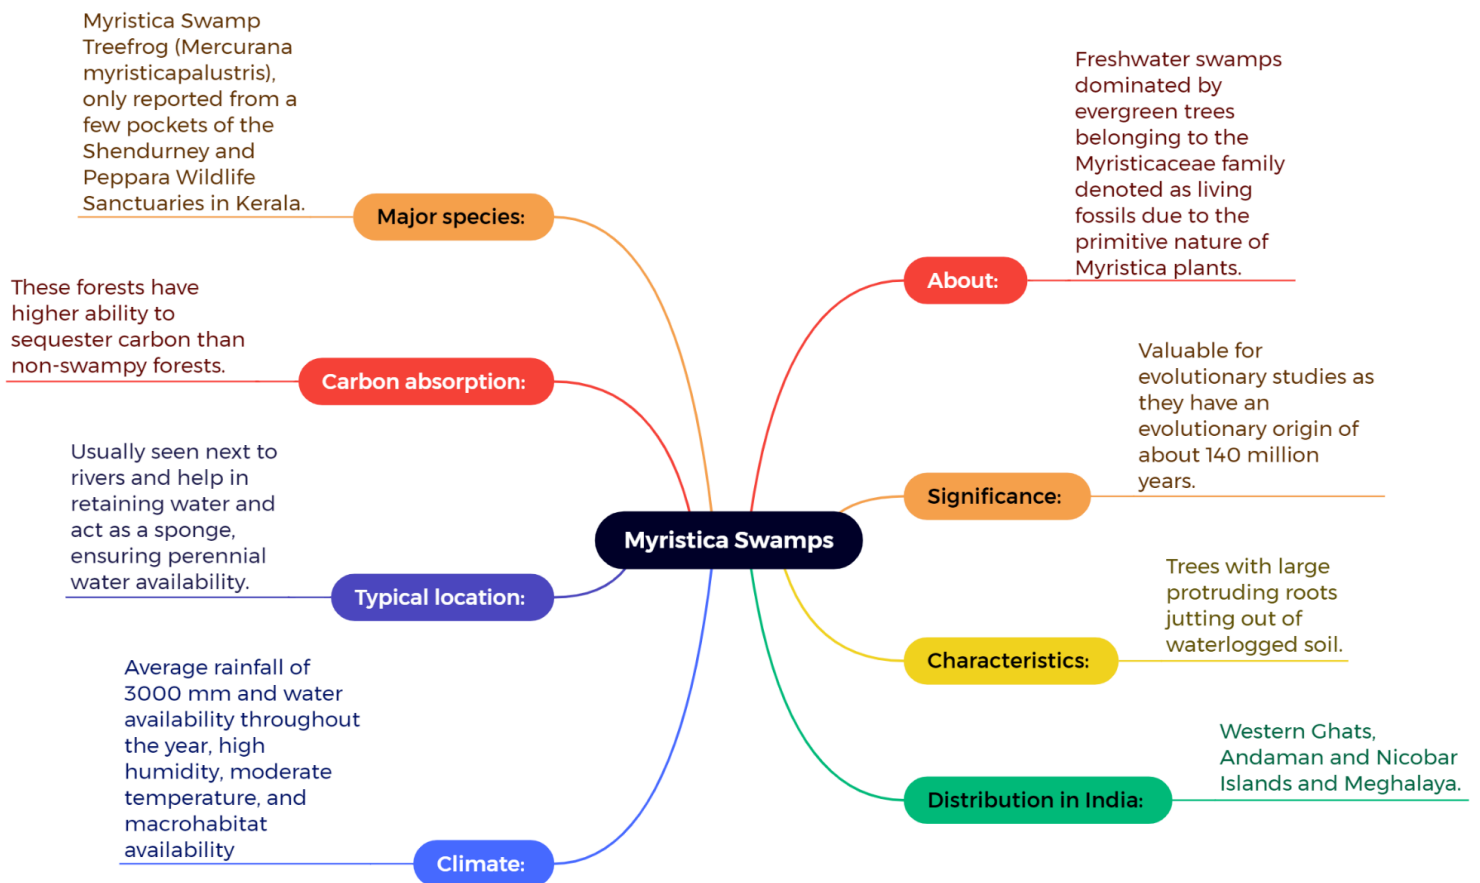 Myristica Swamps
Major species:
Myristica Swamp
Treefrog (Mercurana
myristicapalustris),
only reported from a
few pockets of the
Shendurney and
Peppara Wildlife
Sanctuaries in Kerala.
Carbon absorption:
These forests have
higher ability to
sequester carbon than
non-swampy forests.
Typical location:
Usually seen next to
rivers and help in
retaining water and
act as a sponge,
ensuring perennial
water availability.
Climate:
Average rainfall of
3000 mm and water
availability throughout
the year, high
humidity, moderate
temperature, and
macrohabitat
availability
About:
Freshwater swamps
dominated by
evergreen trees
belonging to the
Myristicaceae family
denoted as living
fossils due to the
primitive nature of
Myristica plants.
Significance:
Valuable for
evolutionary studies as
they have an
evolutionary origin of
about 140 million
years.
Characteristics:
Trees with large
protruding roots
jutting out of
waterlogged soil.
Distribution in India:
Western Ghats,
Andaman and Nicobar
Islands and Meghalaya.